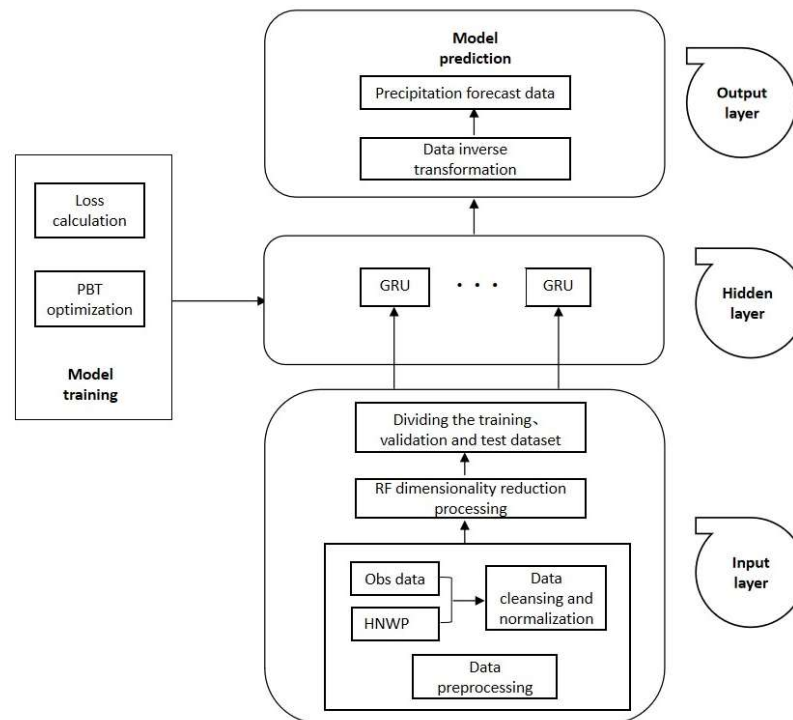 Model
prediction
Precipitation forecast data
Data inverse
transformation
Output
layer
Loss
calculation
PBT
optimization
Model
training
GRU
· · ·
GRU
Hidden
layer
Dividing the training、
validation and test dataset
RF dimensionality reduction
processing
Obs data
HNWP
Data
cleansing and
normalization
Data
preprocessing
Input
layer